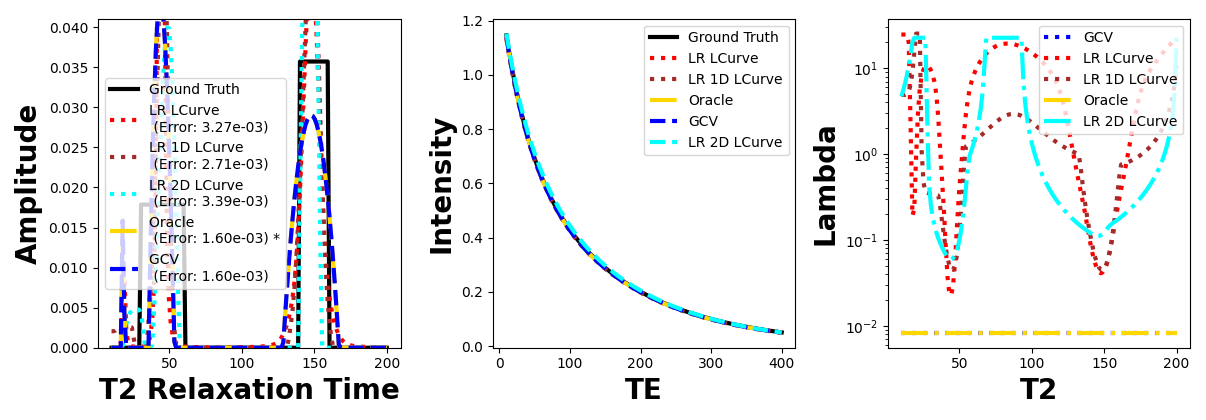 0.040
0.035
0.030
0.025
0.020
0.015
0.010
0.005
0.000
Amplitude
Ground Truth
LR LCurve
(Error: 3.27e-03)
LR 1D LCurve
(Error: 2.71e-03)
LR 2D LCurve
(Error: 3.39e-03)
Oracle
(Error: 1.60e-03) *
GCV
(Error: 1.60e-03)
50
100
150
200
T2 Relaxation Time
1.2
1.0
0.8
0.6
0.4
0.2
0.0
Intensity
Ground Truth
LR LCurve
LR 1D LCurve
Oracle
GCV
LR 2D LCurve
0
100
200
300
400
TE
10¹
10⁰
10⁻¹
10⁻²
Lambda
GCV
LR LCurve
LR 1D LCurve
Oracle
LR 2D LCurve
50
100
150
200
T2